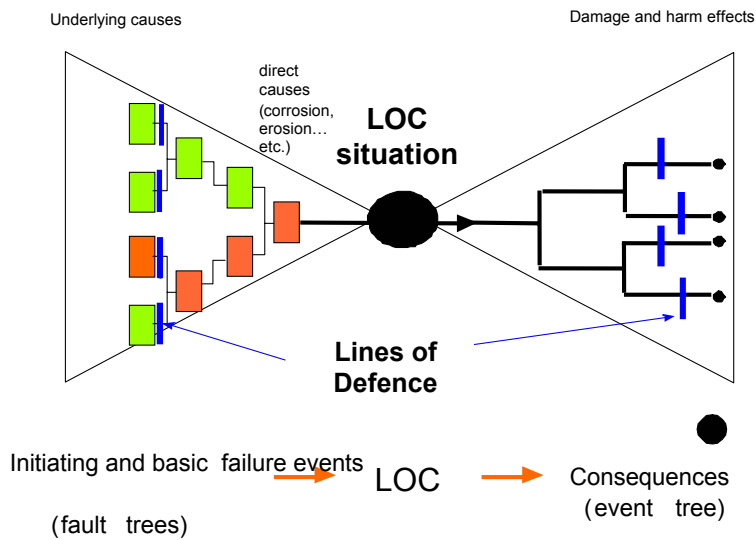 Underlying causes
Damage and harm effects
direct
causes
(corrosion,
erosion…
etc.)
LOC
situation
Lines of
Defence
Initiating and basic failure events
LOC
Consequences
(fault trees)
(event tree)